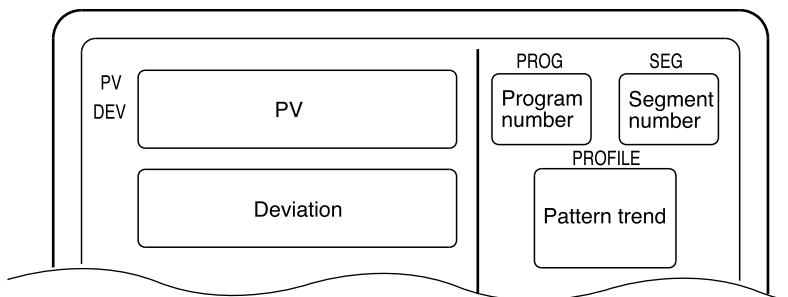 PV
DEV
PV
Deviation
PROG
SEG
Program
number
Segment
number
PROFILE
Pattern trend